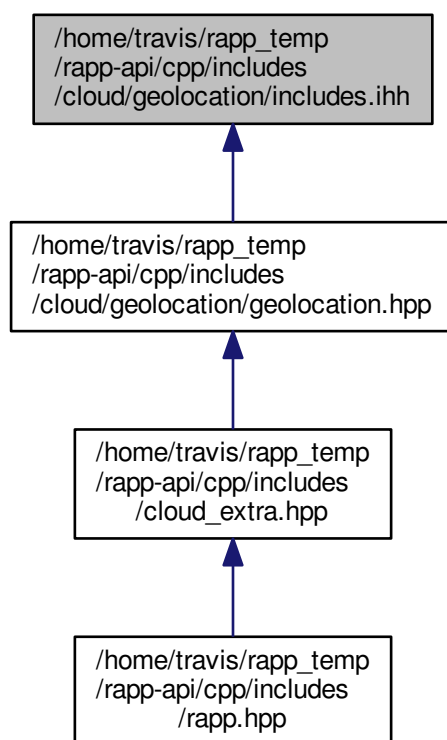 /home/travis/rapp_temp
/rapp-api/cpp/includes
/cloud/geolocation/includes.ihh
/home/travis/rapp_temp
/rapp-api/cpp/includes
/cloud/geolocation/geolocation.hpp
/home/travis/rapp_temp
/rapp-api/cpp/includes
/cloud_extra.hpp
/home/travis/rapp_temp
/rapp-api/cpp/includes
/rapp.hpp